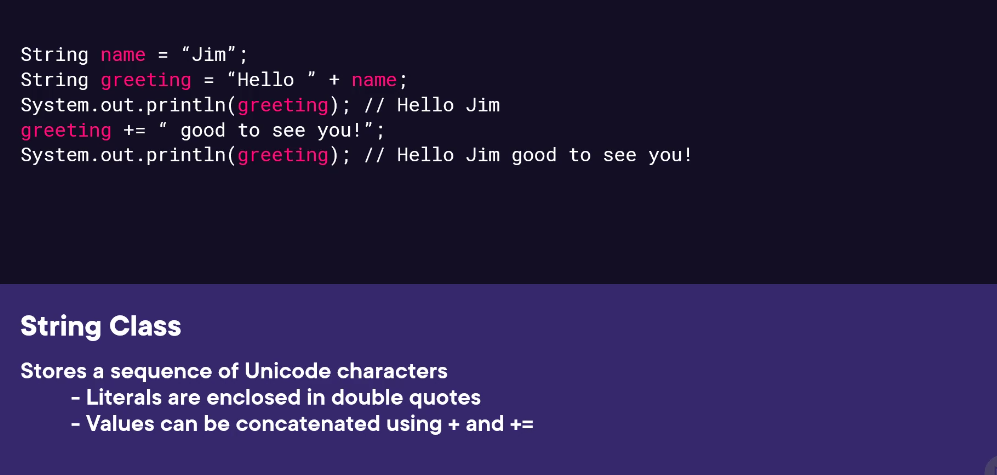 String name = “Jim”;
String greeting = “Hello ” + name;
System.out.println(greeting); // Hello Jim
greeting += “ good to see you!”;
System.out.println(greeting); // Hello Jim good to see you!
String Class
Stores a sequence of Unicode characters
- Literals are enclosed in double quotes
- Values can be concatenated using + and +=